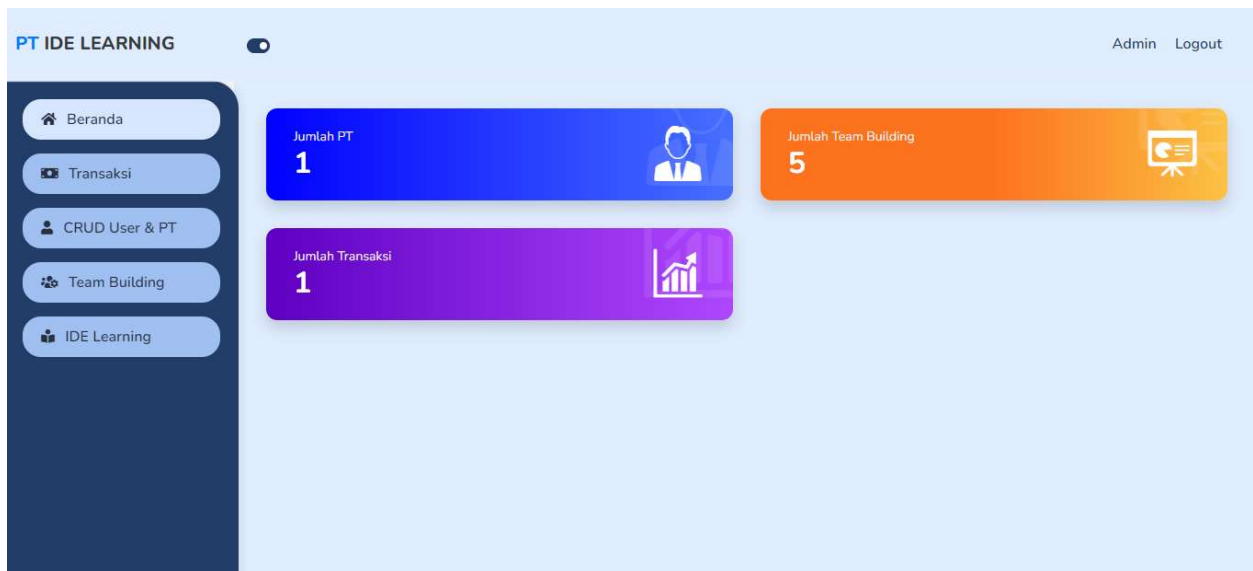 PT IDE LEARNING
Admin Logout
Beranda
Transaksi
CRUD User & PT
Team Building
IDE Learning
Jumlah PT
1
Jumlah Team Building
5
Jumlah Transaksi
1